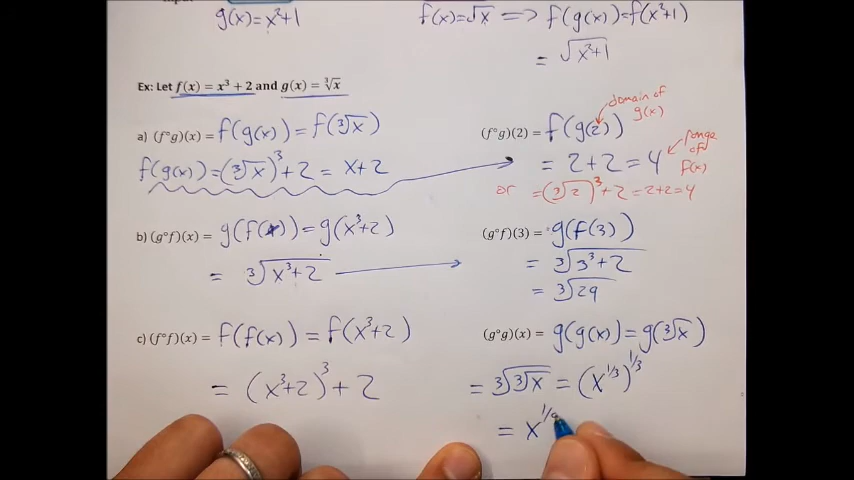 g(x)=x²+1
f(x)=√x ⟹ f(g(x))=f(x²+1)
= √x²+1
Ex: Let f(x) = x³ + 2 and g(x) = ∛x
a) (f°g)(x) = f(g(x)) = f(∛x)
f(g(x)) = (∛x)³+2 = x+2
(f°g)(2) = f(g(2))
domain of
g(x)
= 2+2=4
range
of
f(x)
or = (∛2)³+2=2+2=4
b) (g°f)(x) = g(f(x)) = g(x³+2)
= ∛x³+2
(g°f)(3) = g(f(3))
= ∛3³+2
= ∛29
c) (f°f)(x) = f(f(x)) = f(x³+2)
= (x³+2)³+2
(g°g)(x) = g(g(x))=g(∛x)
= ∛∛x = (x^1/3)^1/3
= x^1/9